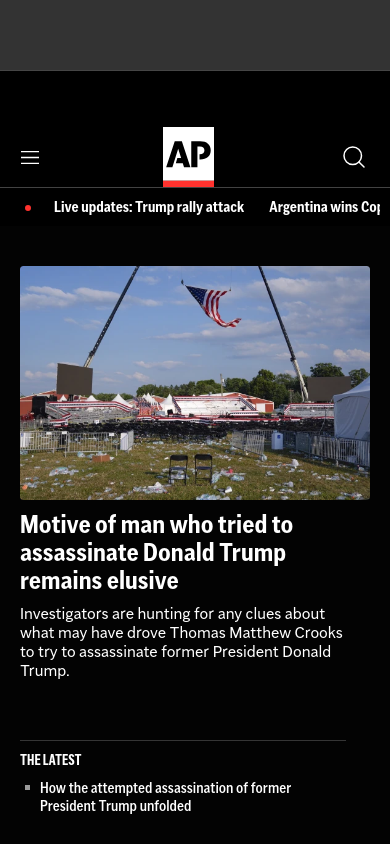 AP
Live updates: Trump rally attack
Argentina wins Cop
Motive of man who tried to
assassinate Donald Trump
remains elusive
Investigators are hunting for any clues about
what may have drove Thomas Matthew Crooks
to try to assassinate former President Donald
Trump.
THE LATEST
How the attempted assassination of former
President Trump unfolded